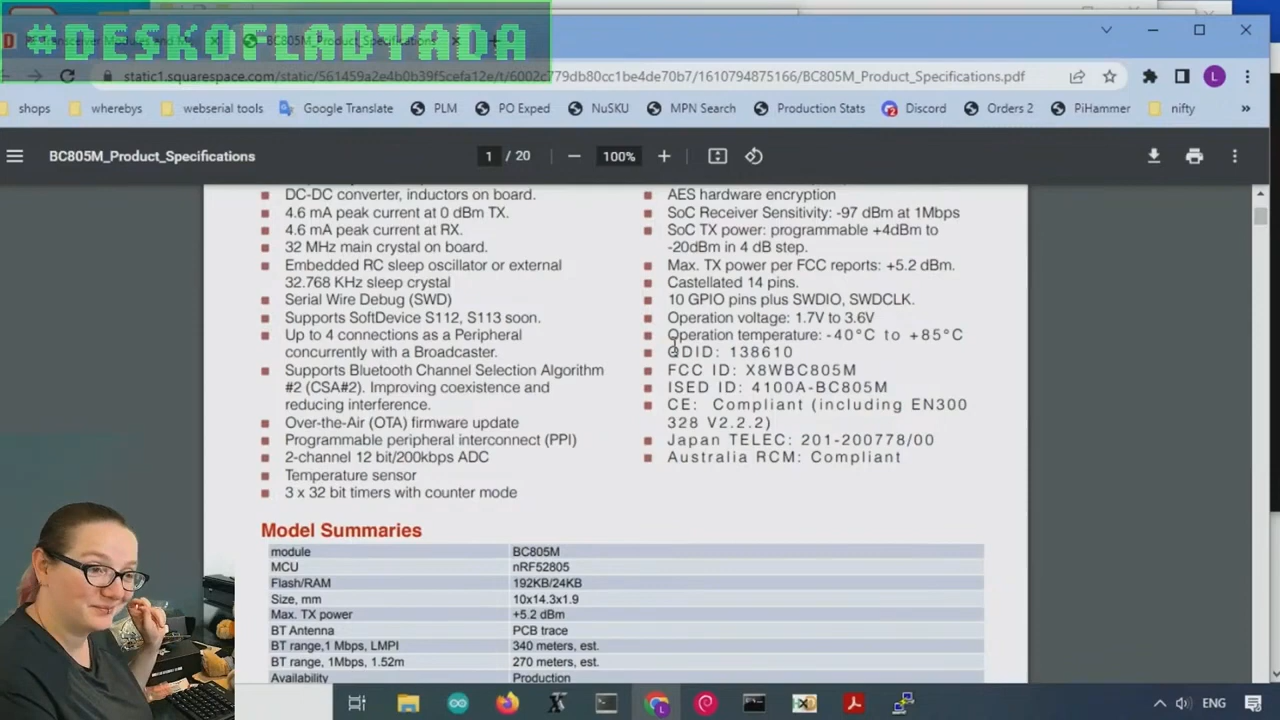 #DESKOFLADYADA
Transceiver Modules and M
BC805M_Product_Specifications
static1.squarespace.com/static/561459a2e4b0b39f5cefa12e/t/6002c779db80cc1be4de70b7/1610794875166/BC805M_Product_Specifications.pdf
L
shops
wherebys
webserial tools
Google Translate
PLM
PO Exped
NuSKU
MPN Search
Production Stats
Discord
Orders 2
PiHammer
nifty
»
BC805M_Product_Specifications
1 / 20
100%
DC-DC converter, inductors on board.
4.6 mA peak current at 0 dBm TX.
4.6 mA peak current at RX.
32 MHz main crystal on board.
Embedded RC sleep oscillator or external
32.768 KHz sleep crystal
Serial Wire Debug (SWD)
Supports SoftDevice S112, S113 soon.
Up to 4 connections as a Peripheral
concurrently with a Broadcaster.
Supports Bluetooth Channel Selection Algorithm
#2 (CSA#2). Improving coexistence and
reducing interference.
Over-the-Air (OTA) firmware update
Programmable peripheral interconnect (PPI)
2-channel 12 bit/200kbps ADC
Temperature sensor
3 x 32 bit timers with counter mode
AES hardware encryption
SoC Receiver Sensitivity: -97 dBm at 1Mbps
SoC TX power: programmable +4dBm to
-20dBm in 4 dB step.
Max. TX power per FCC reports: +5.2 dBm.
Castellated 14 pins.
10 GPIO pins plus SWDIO, SWDCLK.
Operation voltage: 1.7V to 3.6V
Operation temperature: -40°C to +85°C
QDID: 138610
FCC ID: X8WBC805M
ISED ID: 4100A-BC805M
CE: Compliant (including EN300
328 V2.2.2)
Japan TELEC: 201-200778/00
Australia RCM: Compliant
Model Summaries
module BC805M
MCU nRF52805
Flash/RAM 192KB/24KB
Size, mm 10x14.3x1.9
Max. TX power +5.2 dBm
BT Antenna PCB trace
BT range,1 Mbps, LMPI 340 meters, est.
BT range, 1Mbps, 1.52m 270 meters, est.
Availability Production
ENG